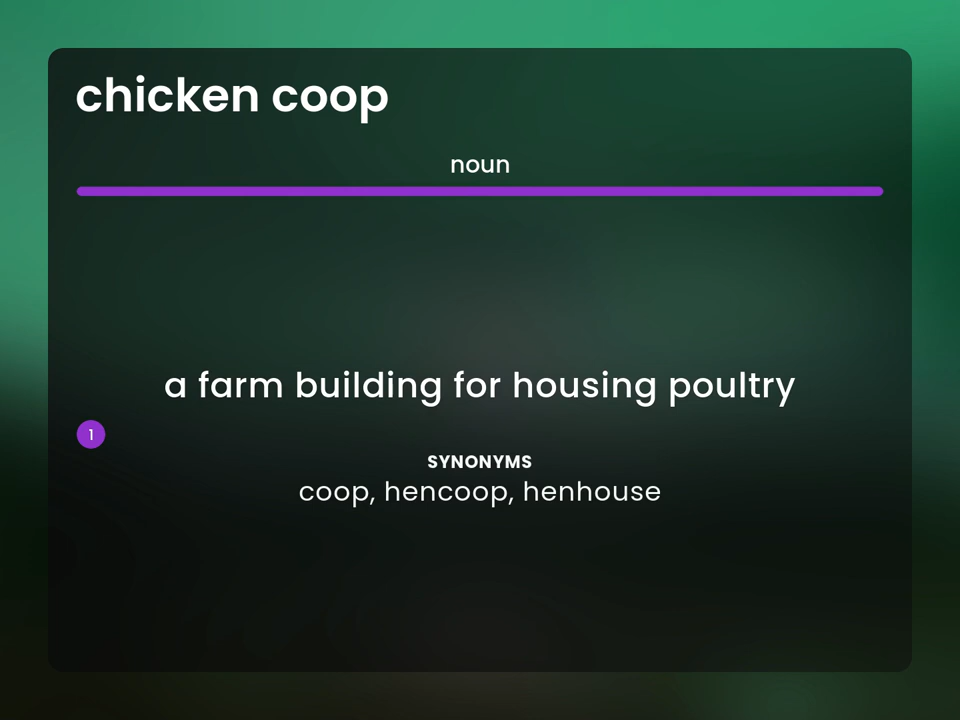 chicken coop
noun
a farm building for housing poultry
1
SYNONYMS
coop, hencoop, henhouse